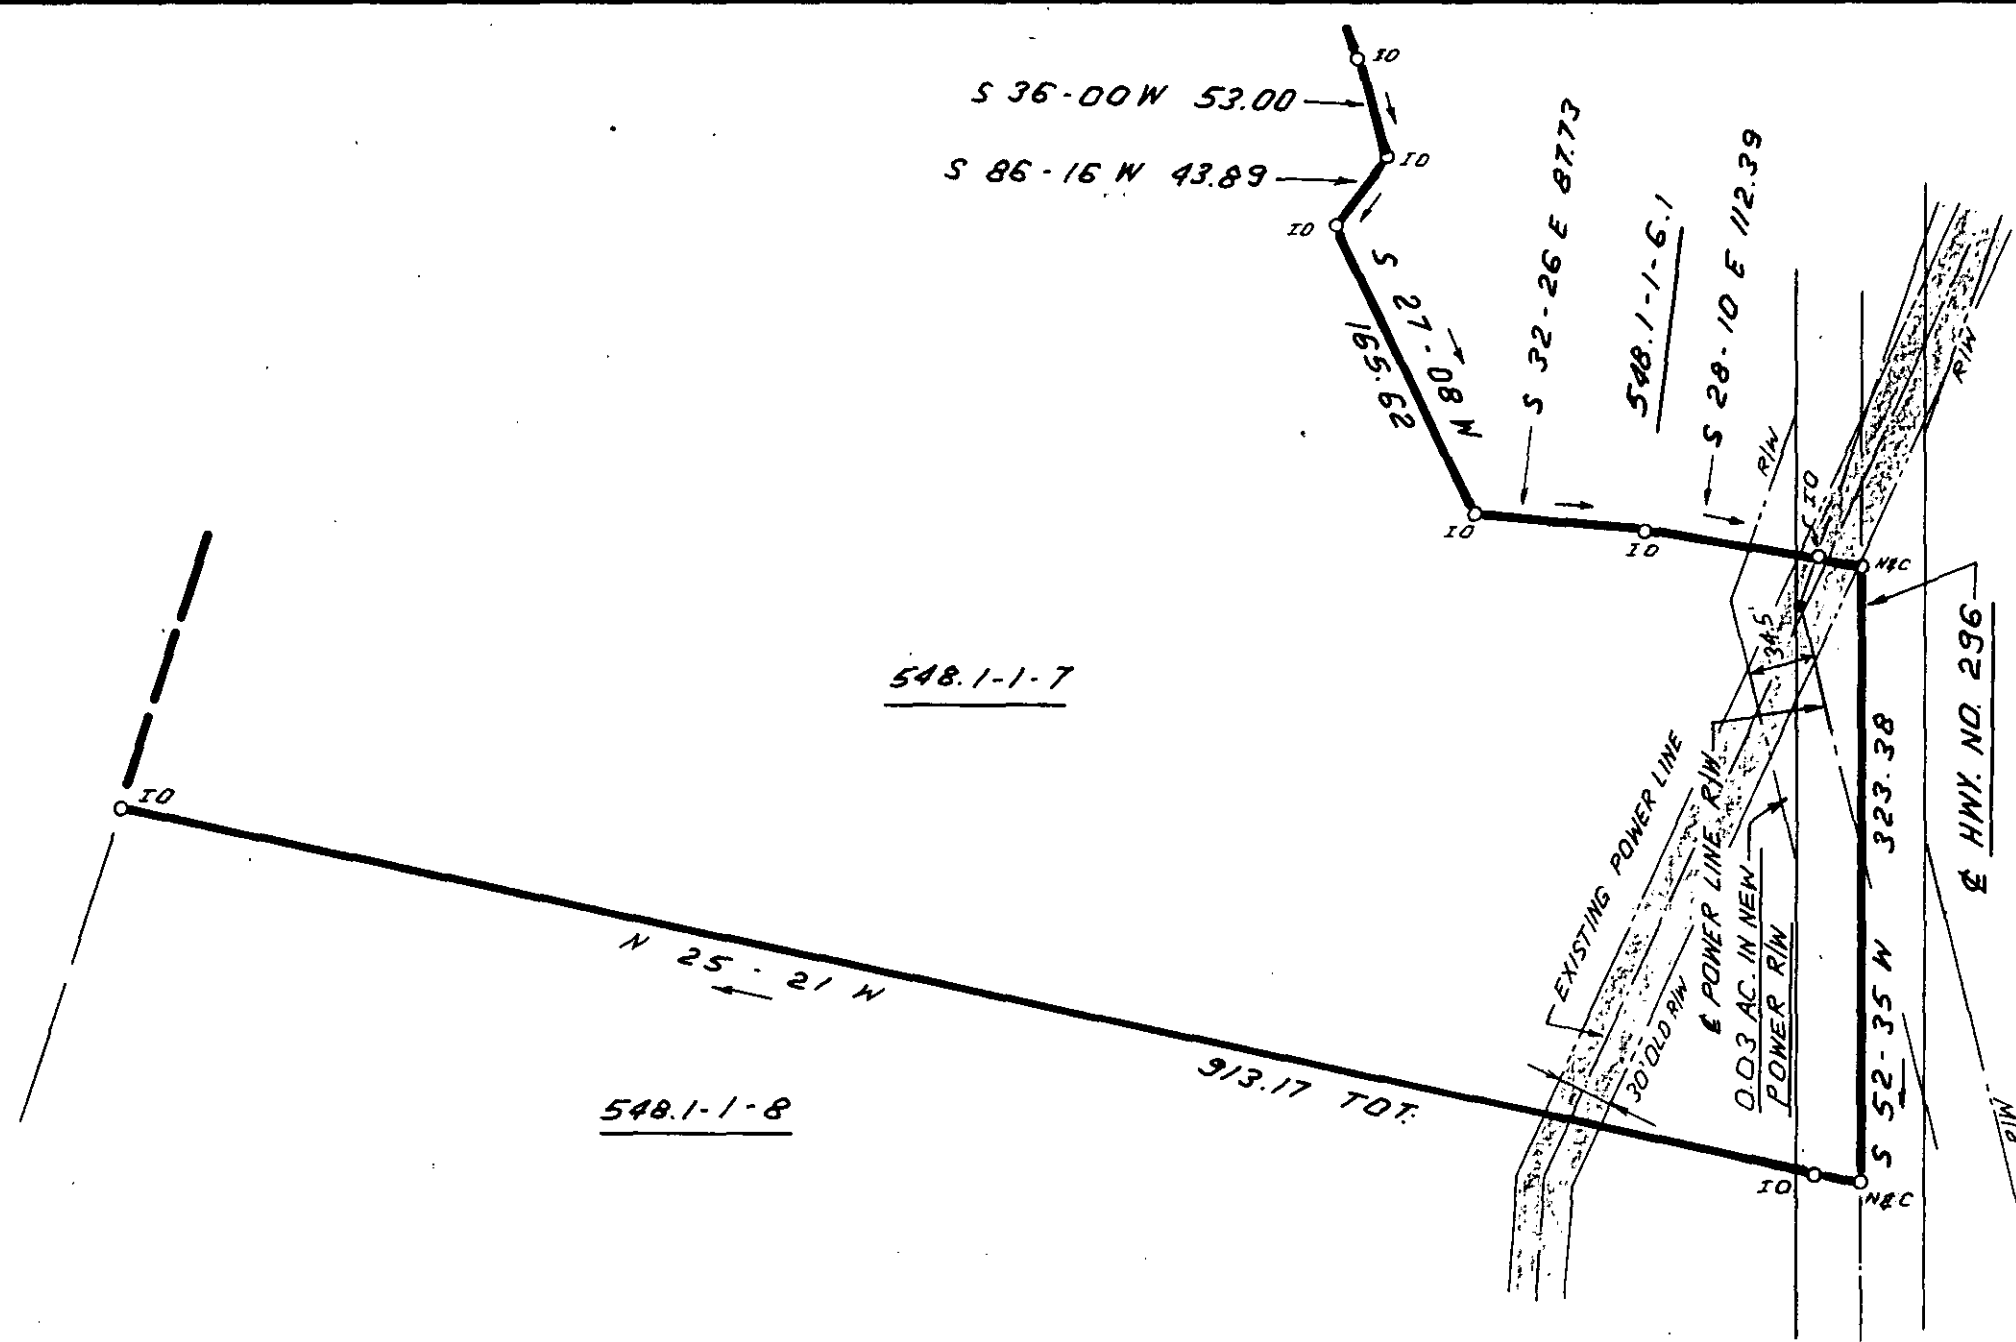 IO
S 36-00 W 53.00
IO
S 86-16 W 43.89
IO
S 27-08 W
165.62
S 32-26 E 87.73
548.1-1-6.1
S 28-10 E 112.39
R/W
R/W
IO
IO
IO
N&C
34.5'
℄ HWY. NO. 296
548.1-1-7
IO
EXISTING POWER LINE
℄ POWER LINE R/W
0.03 AC. IN NEW
POWER R/W
323.38
S 52-35 W
N 25-21 W
913.17 TOT.
30' OLD R/W
548.1-1-8
IO
N&C
R/W